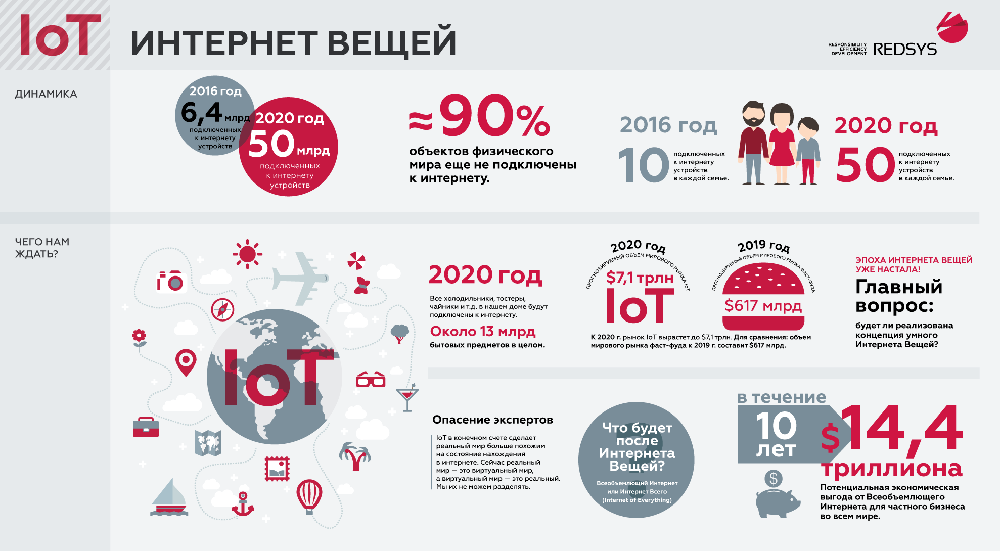 IoT
ИНТЕРНЕТ ВЕЩЕЙ
RESPONSIBILITY
EFFICIENCY
DEVELOPMENT
REDSYS
ДИНАМИКА
2016 год
6,4 млрд
подключенных
к интернету
устройств
2020 год
50 млрд
подключенных
к интернету
устройств
≈90%
объектов физического
мира еще не подключены
к интернету.
2016 год
10
подключенных
к интернету
устройств
в каждой семье.
2020 год
50
подключенных
к интернету
устройств
в каждой семье.
ЧЕГО НАМ
ЖДАТЬ?
IoT
2020 год
Все холодильники, тостеры,
чайники и т.д. в нашем доме будут
подключены к интернету.
Около 13 млрд
бытовых предметов в целом.
2020 год
ПРОГНОЗИРУЕМЫЙ ОБЪЕМ МИРОВОГО РЫНКА IoT
$7,1 трлн
IoT
2019 год
ПРОГНОЗИРУЕМЫЙ ОБЪЕМ МИРОВОГО РЫНКА ФАСТ-ФУДА
$617 млрд
К 2020 г. рынок IoT вырастет до $7,1 трлн. Для сравнения: объем
мирового рынка фаст-фуда к 2019 г. составит $617 млрд.
ЭПОХА ИНТЕРНЕТА ВЕЩЕЙ
УЖЕ НАСТАЛА!
Главный
вопрос:
будет ли реализована
концепция умного
Интернета Вещей?
Опасение экспертов
IoT в конечном счете сделает
реальный мир больше похожим
на состояние нахождения
в интернете. Сейчас реальный
мир — это виртуальный мир,
а виртуальный мир — это реальный.
Мы их не можем разделять.
?
Что будет
после
Интернета
Вещей?
Всеобъемлющий Интернет
или Интернет Всего
(Internet of Everything)
в течение
10
лет
$14,4
триллиона
$
Потенциальная экономическая
выгода от Всеобъемлющего
Интернета для частного бизнеса
во всем мире.